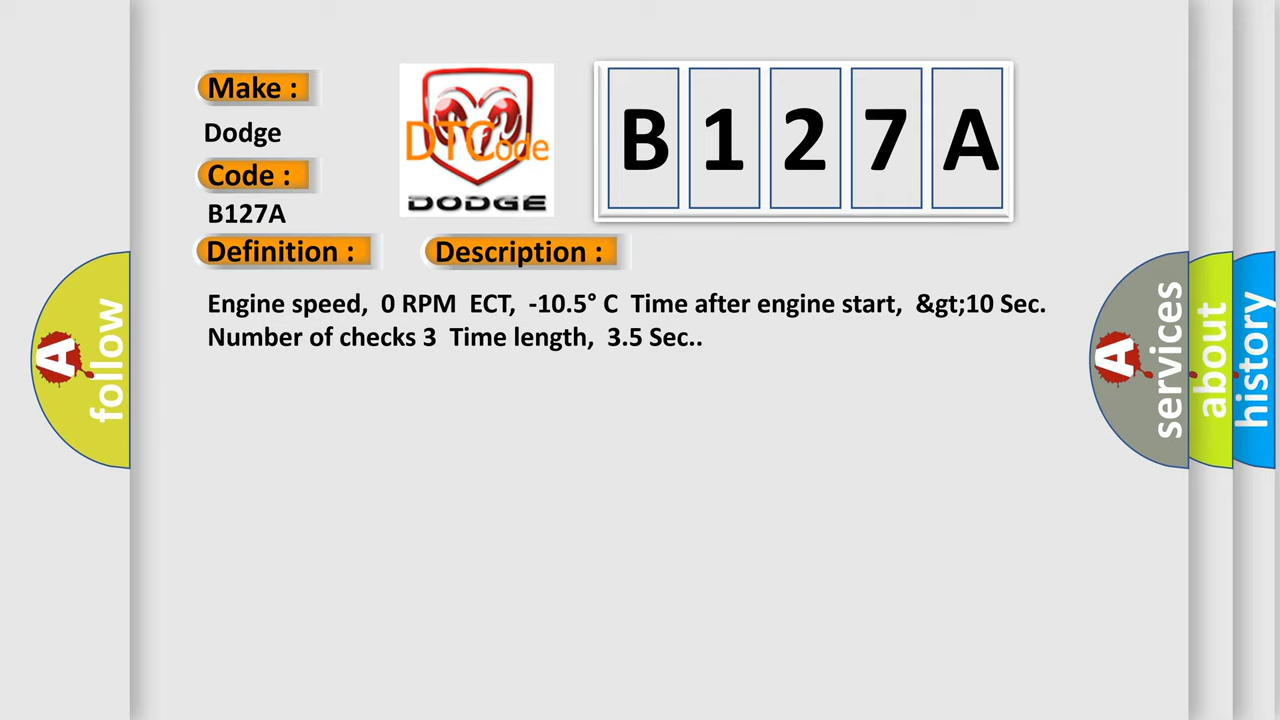 Make :
Dodge
Code :
B127A
Definition :
Description :
DTCode
DODGE
B 1 2 7 A
Engine speed, 0 RPM ECT, -10.5° C Time after engine start, &gt;10 Sec.
Number of checks 3 Time length, 3.5 Sec..
A follow
A services
about
history